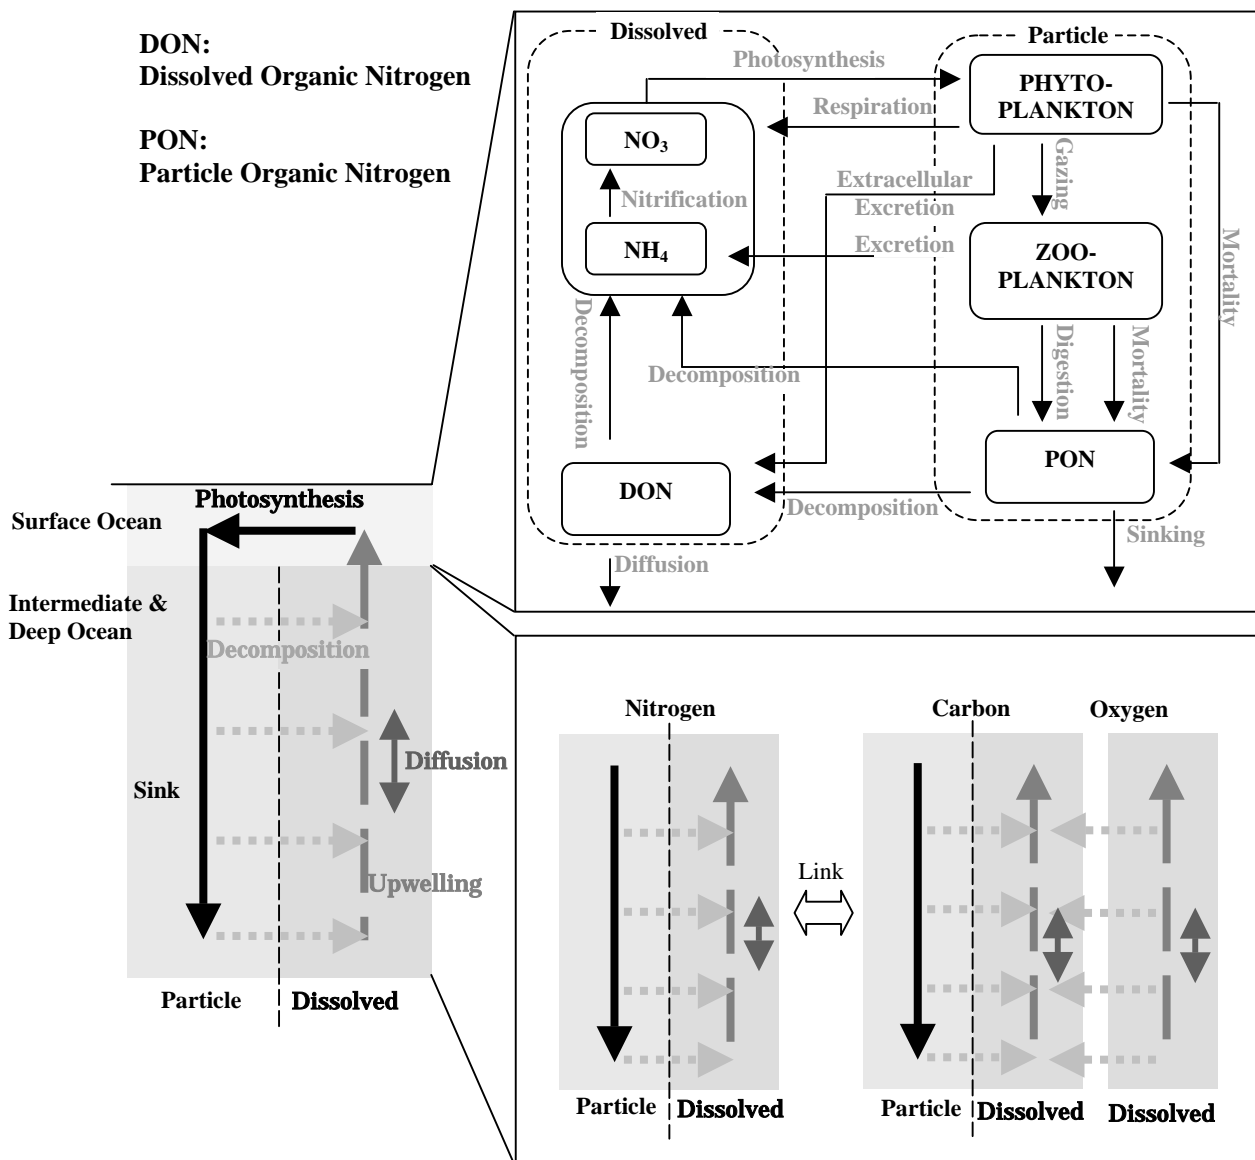 DON:
Dissolved Organic Nitrogen
PON:
Particle Organic Nitrogen
Dissolved
Particle
Photosynthesis
PHYTO-
PLANKTON
Respiration
NO₃
Gazing
Extracellular
Excretion
Nitrification
Excretion
NH₄
ZOO-
PLANKTON
Mortality
Decomposition
Decomposition
Digestion
Mortality
PON
DON
Decomposition
Sinking
Diffusion
Photosynthesis
Surface Ocean
Intermediate &
Deep Ocean
Decomposition
Diffusion
Sink
Upwelling
Particle
Dissolved
Nitrogen
Carbon
Oxygen
Link
Particle
Dissolved
Particle
Dissolved
Dissolved